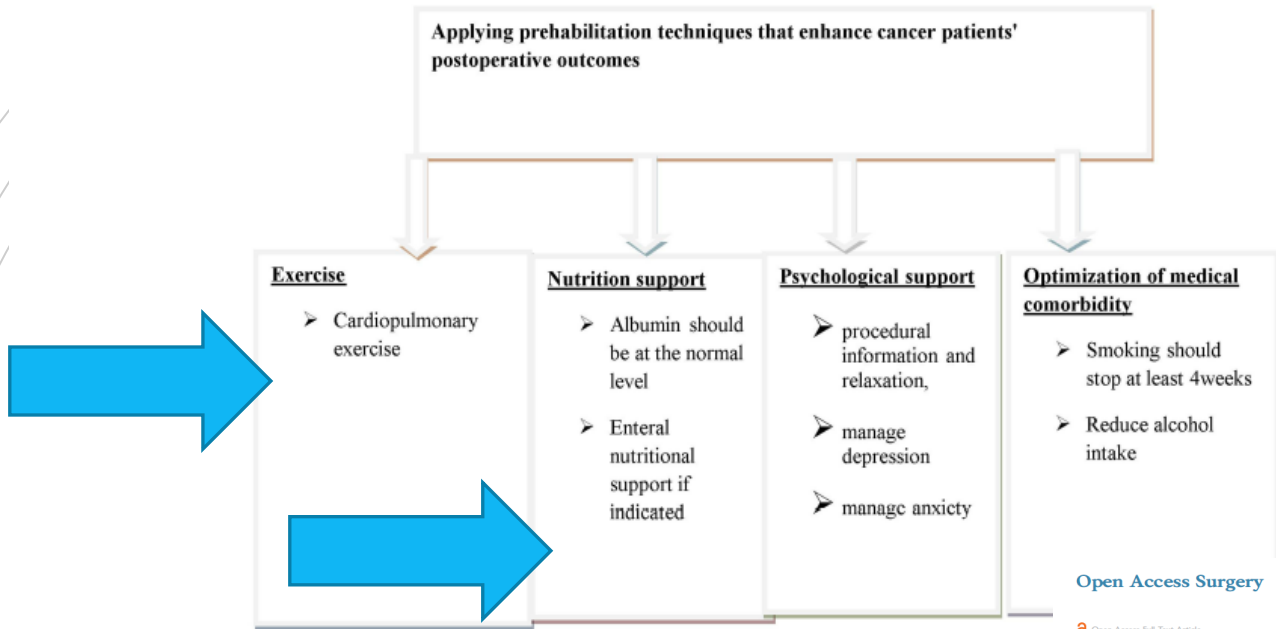 Applying prehabilitation techniques that enhance cancer patients'
postoperative outcomes
Exercise
➢ Cardiopulmonary
exercise
Nutrition support
➢ Albumin should
be at the normal
level
➢ Enteral
nutritional
support if
indicated
Psychological support
➢ procedural
information and
relaxation,
➢ manage
depression
➢ manage anxiety
Optimization of medical
comorbidity
➢ Smoking should
stop at least 4weeks
➢ Reduce alcohol
intake
Open Access Surgery